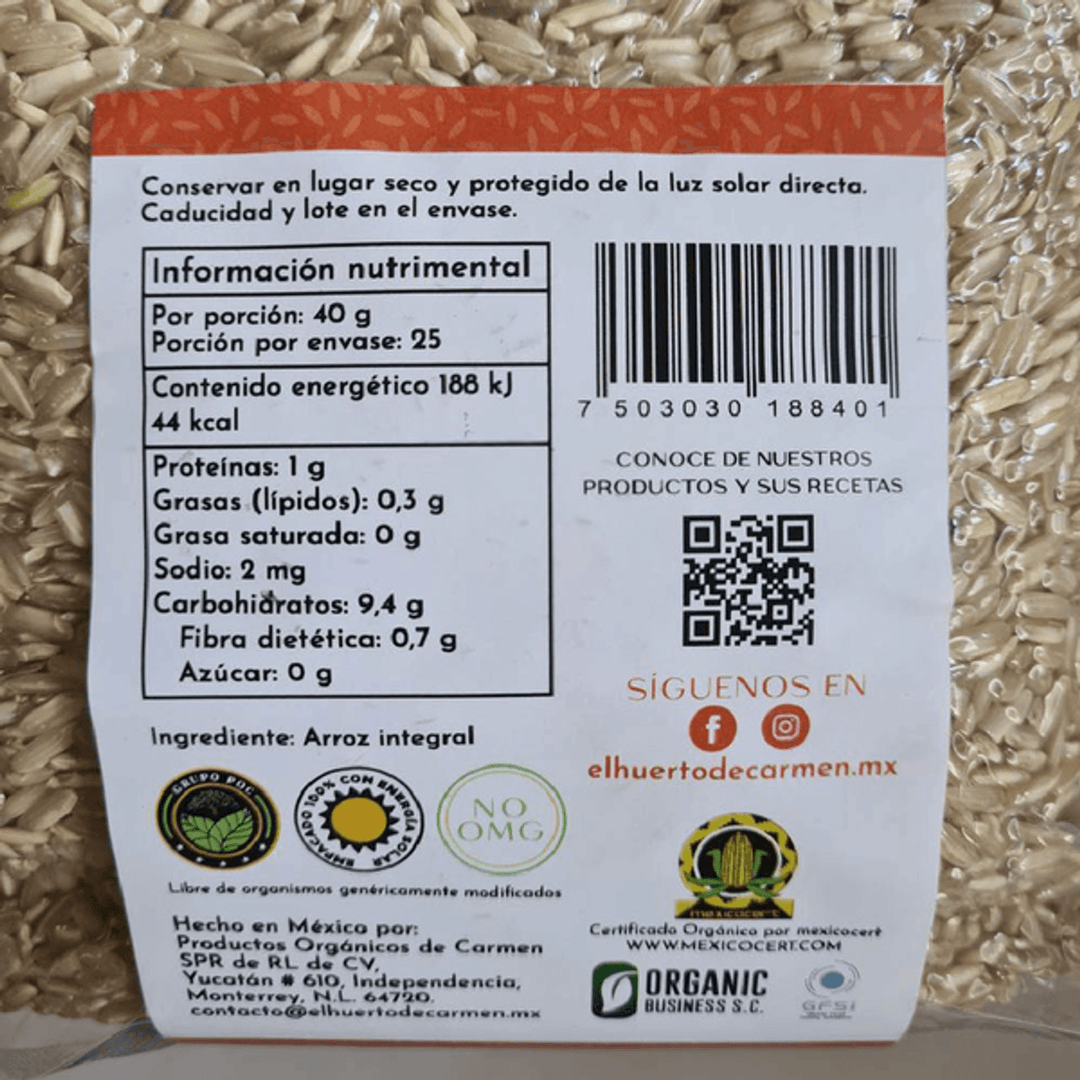 Conservar en lugar seco y protegido de la luz solar directa.
Caducidad y lote en el envase.
Información nutrimental
Por porción: 40 g
Porción por envase: 25
Contenido energético 188 kJ
44 kcal
Proteínas: 1 g
Grasas (lípidos): 0,3 g
Grasa saturada: 0 g
Sodio: 2 mg
Carbohidratos: 9,4 g
Fibra dietética: 0,7 g
Azúcar: 0 g
Ingrediente: Arroz integral
GRUPO POC
EMPACADO 100% CON ENERGÍA SOLAR
NO
OMG
Libre de organismos genéricamente modificados
Hecho en México por:
Productos Orgánicos de Carmen
SPR de RL de CV,
Yucatán # 610, Independencia,
Monterrey, N.L. 64720.
contacto@elhuertodecarmen.mx
7 503030 188401
CONOCE DE NUESTROS
PRODUCTOS Y SUS RECETAS
SÍGUENOS EN
elhuertodecarmen.mx
mexicocert
Certificado Orgánico por mexicocert
WWW.MEXICOCERT.COM
ORGANIC
BUSINESS S.C.
GFSI